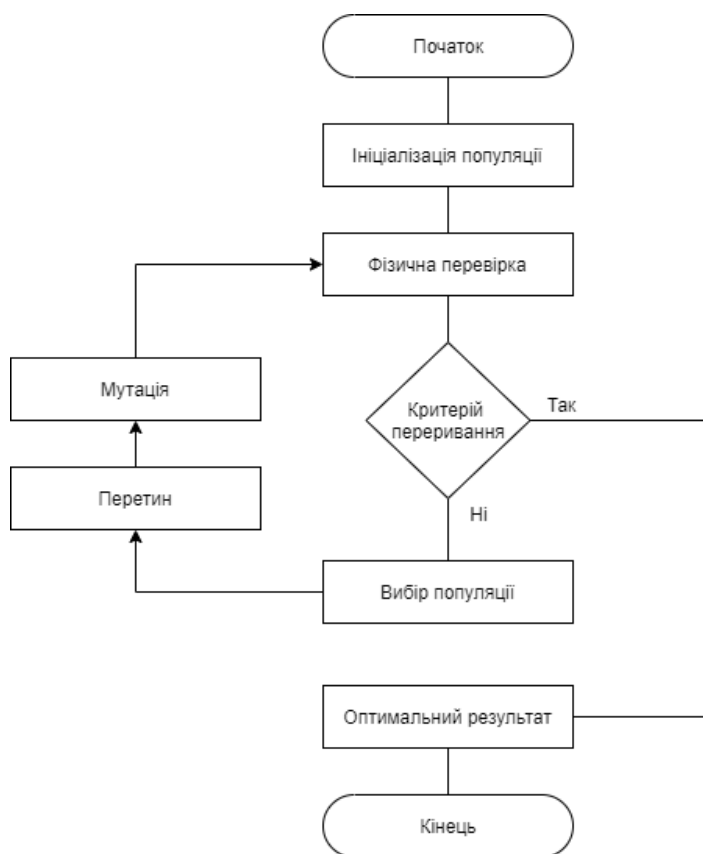 Початок
Ініціалізація популяції
Фізична перевірка
Мутація
Критерій
переривання
Так
Перетин
Ні
Вибір популяції
Оптимальний результат
Кінець